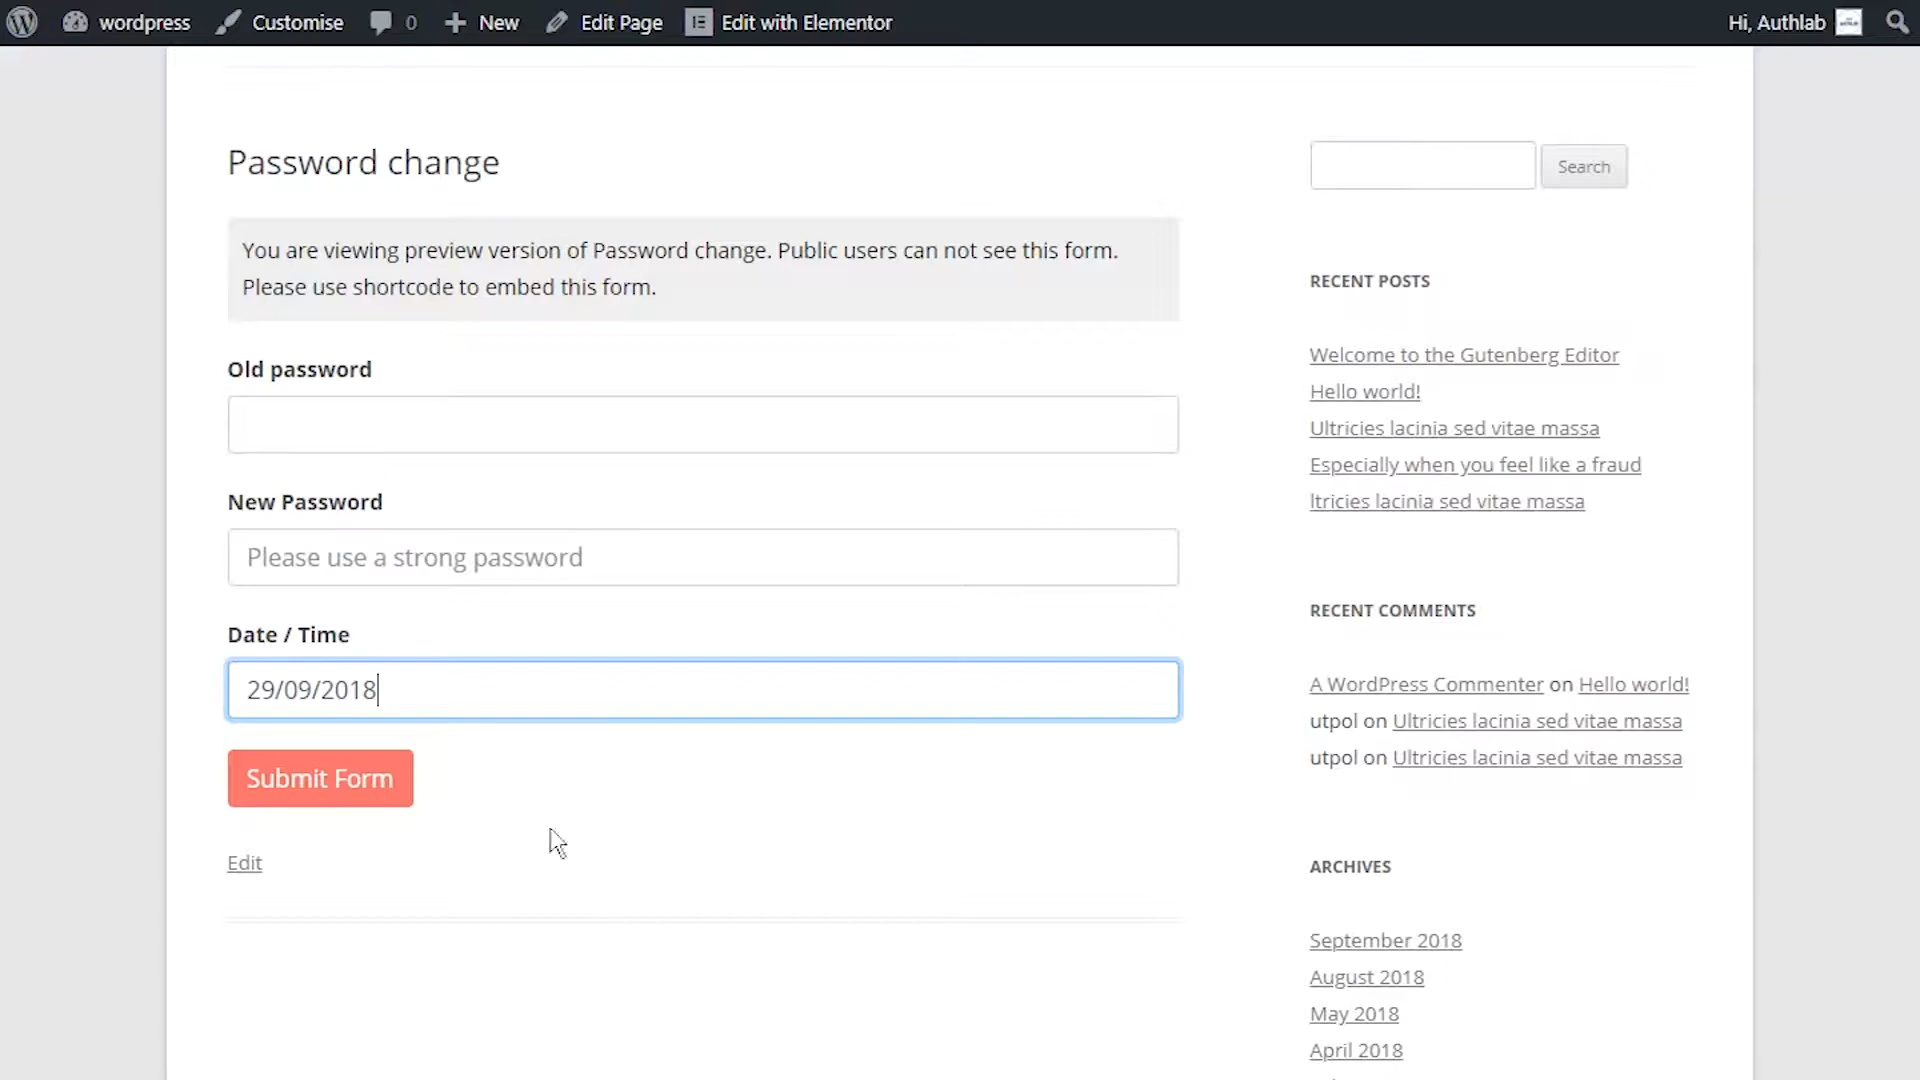 wordpress
Customise
0
New
Edit Page
Edit with Elementor
Hi, Authlab
Password change
You are viewing preview version of Password change. Public users can not see this form.
Please use shortcode to embed this form.
Old password
New Password
Please use a strong password
Date / Time
29/09/2018
Submit Form
Edit
Search
RECENT POSTS
Welcome to the Gutenberg Editor
Hello world!
Ultricies lacinia sed vitae massa
Especially when you feel like a fraud
ltricies lacinia sed vitae massa
RECENT COMMENTS
A WordPress Commenter on Hello world!
utpol on Ultricies lacinia sed vitae massa
utpol on Ultricies lacinia sed vitae massa
ARCHIVES
September 2018
August 2018
May 2018
April 2018